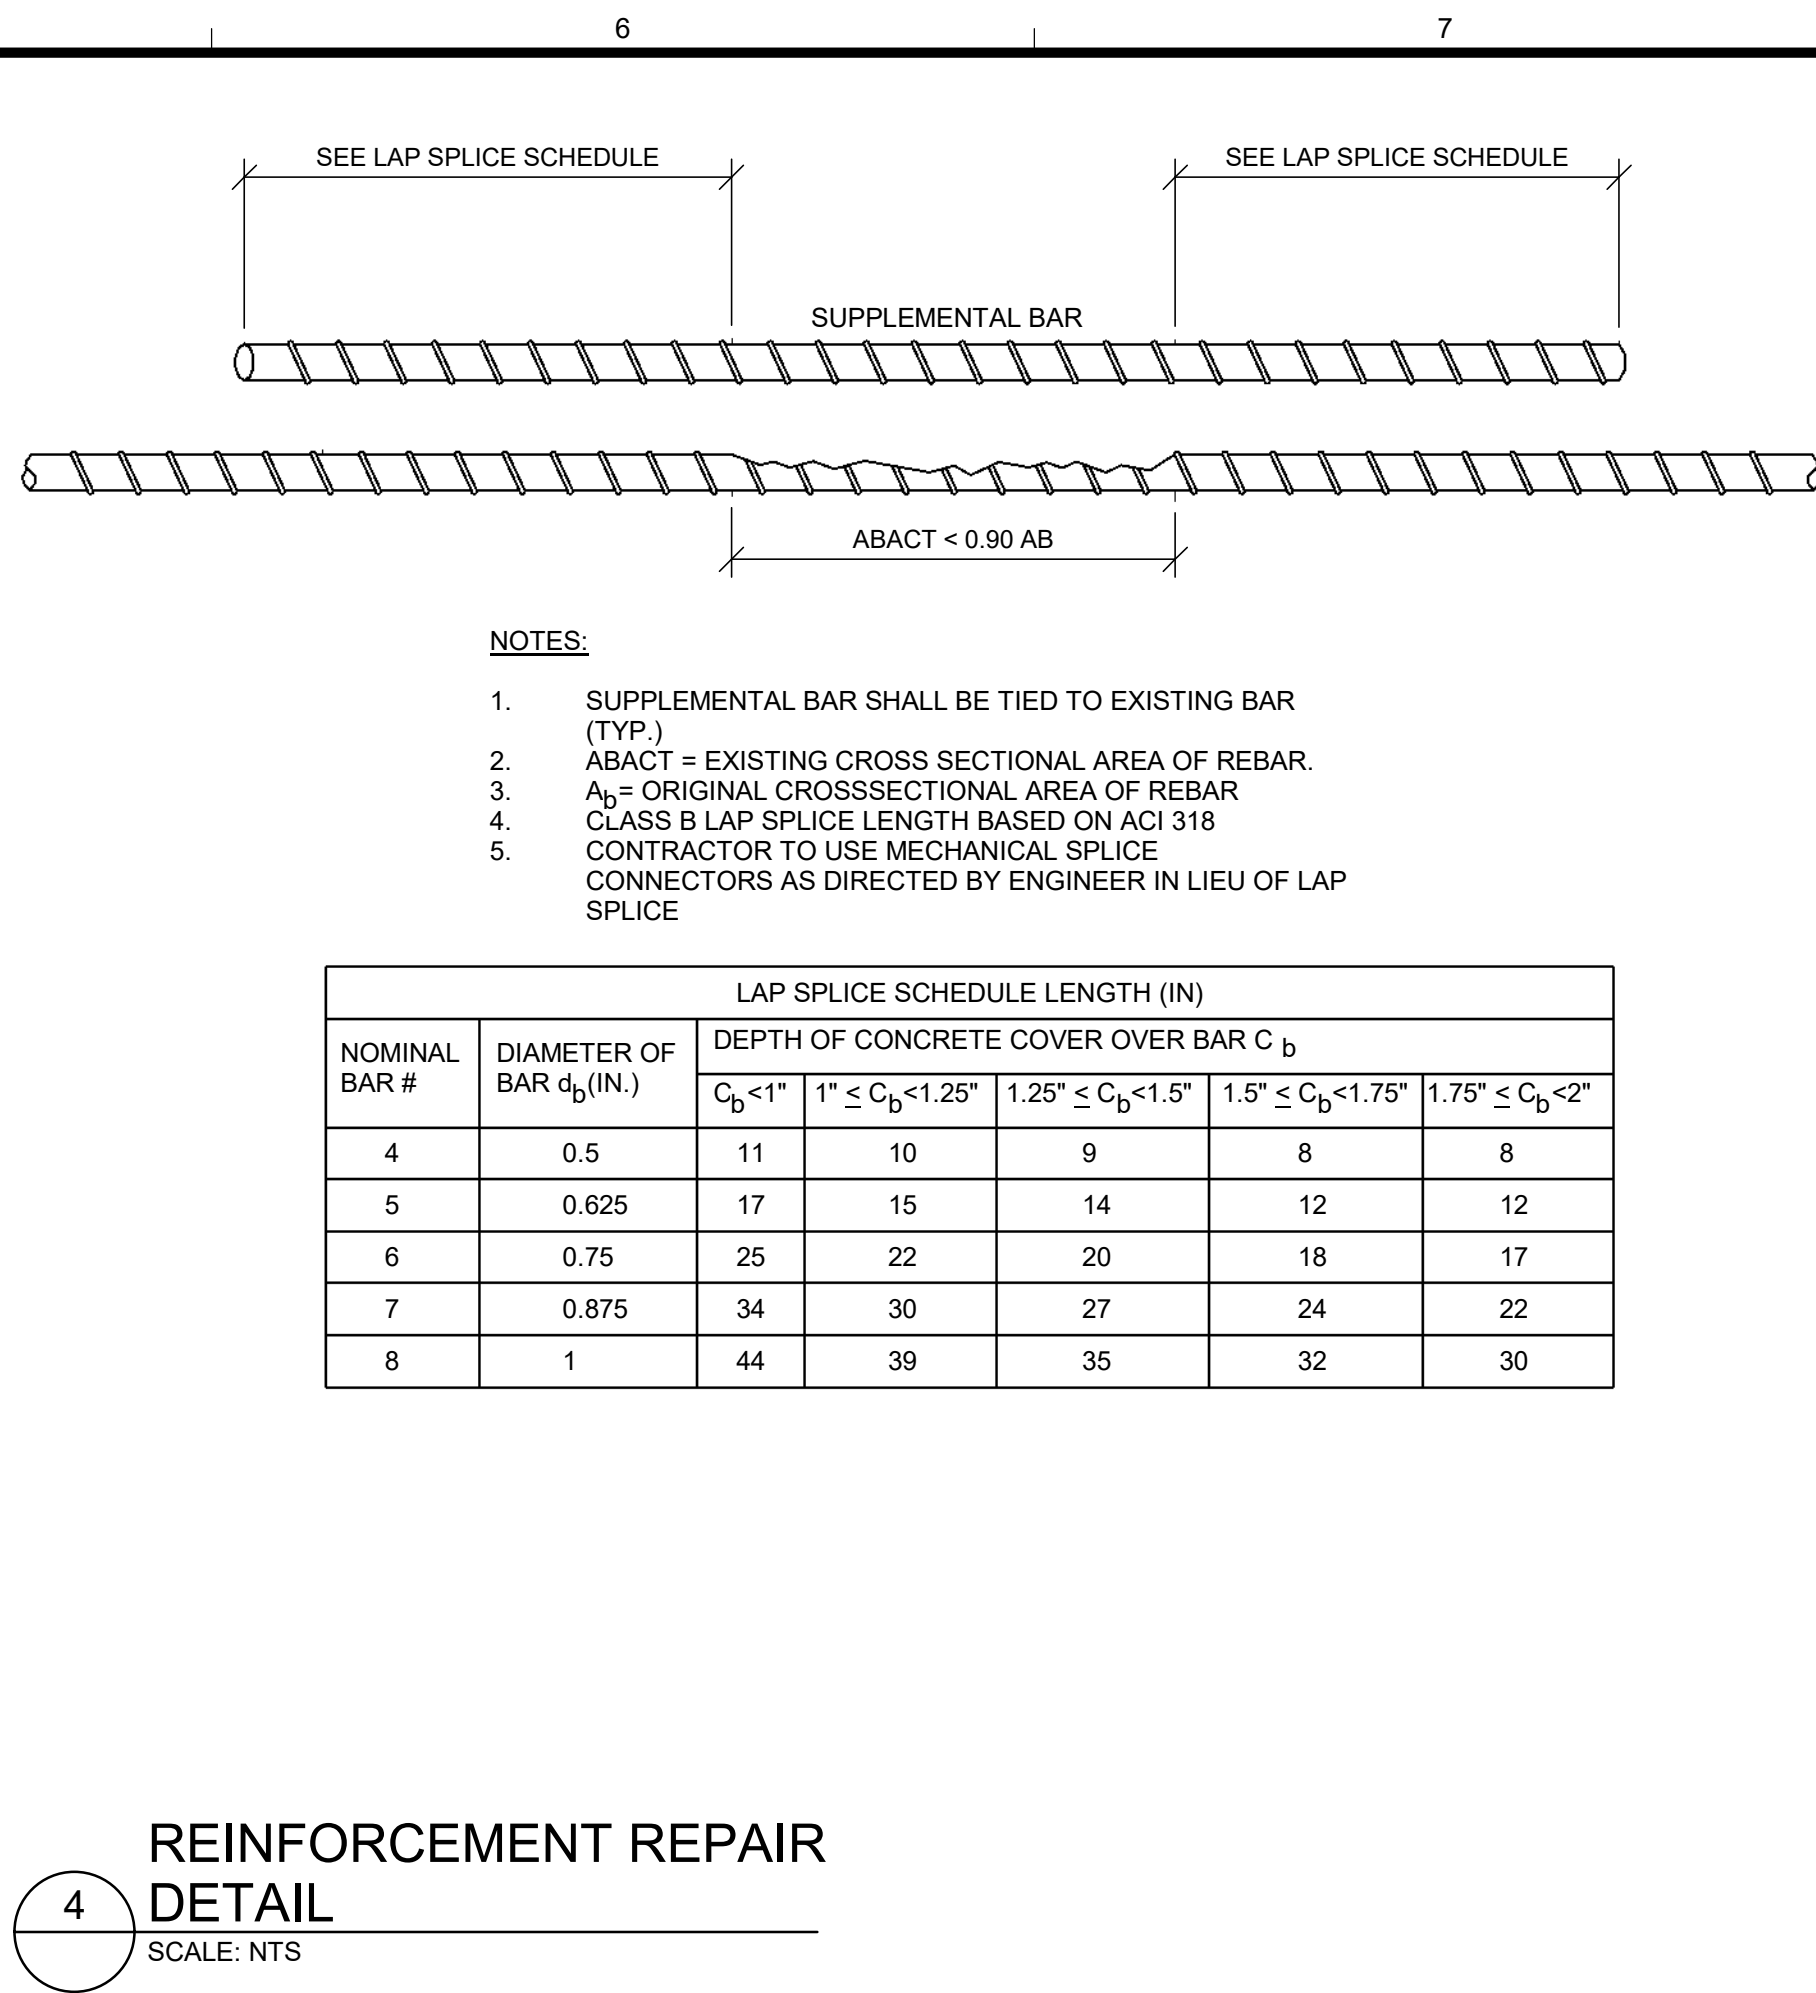 6 7
SEE LAP SPLICE SCHEDULE SEE LAP SPLICE SCHEDULE
SUPPLEMENTAL BAR
ABACT < 0.90 AB
NOTES:
1. SUPPLEMENTAL BAR SHALL BE TIED TO EXISTING BAR
(TYP.)
2. ABACT = EXISTING CROSS SECTIONAL AREA OF REBAR.
3. Ab= ORIGINAL CROSSSECTIONAL AREA OF REBAR
4. CLASS B LAP SPLICE LENGTH BASED ON ACI 318
5. CONTRACTOR TO USE MECHANICAL SPLICE
CONNECTORS AS DIRECTED BY ENGINEER IN LIEU OF LAP
SPLICE
LAP SPLICE SCHEDULE LENGTH (IN)
NOMINAL
BAR #
DIAMETER OF
BAR db(IN.)
DEPTH OF CONCRETE COVER OVER BAR C b
Cb<1" 1" ≤ Cb<1.25" 1.25" ≤ Cb<1.5" 1.5" ≤ Cb<1.75" 1.75" ≤ Cb<2"
4 0.5 11 10 9 8 8
5 0.625 17 15 14 12 12
6 0.75 25 22 20 18 17
7 0.875 34 30 27 24 22
8 1 44 39 35 32 30
REINFORCEMENT REPAIR
4 DETAIL
SCALE: NTS